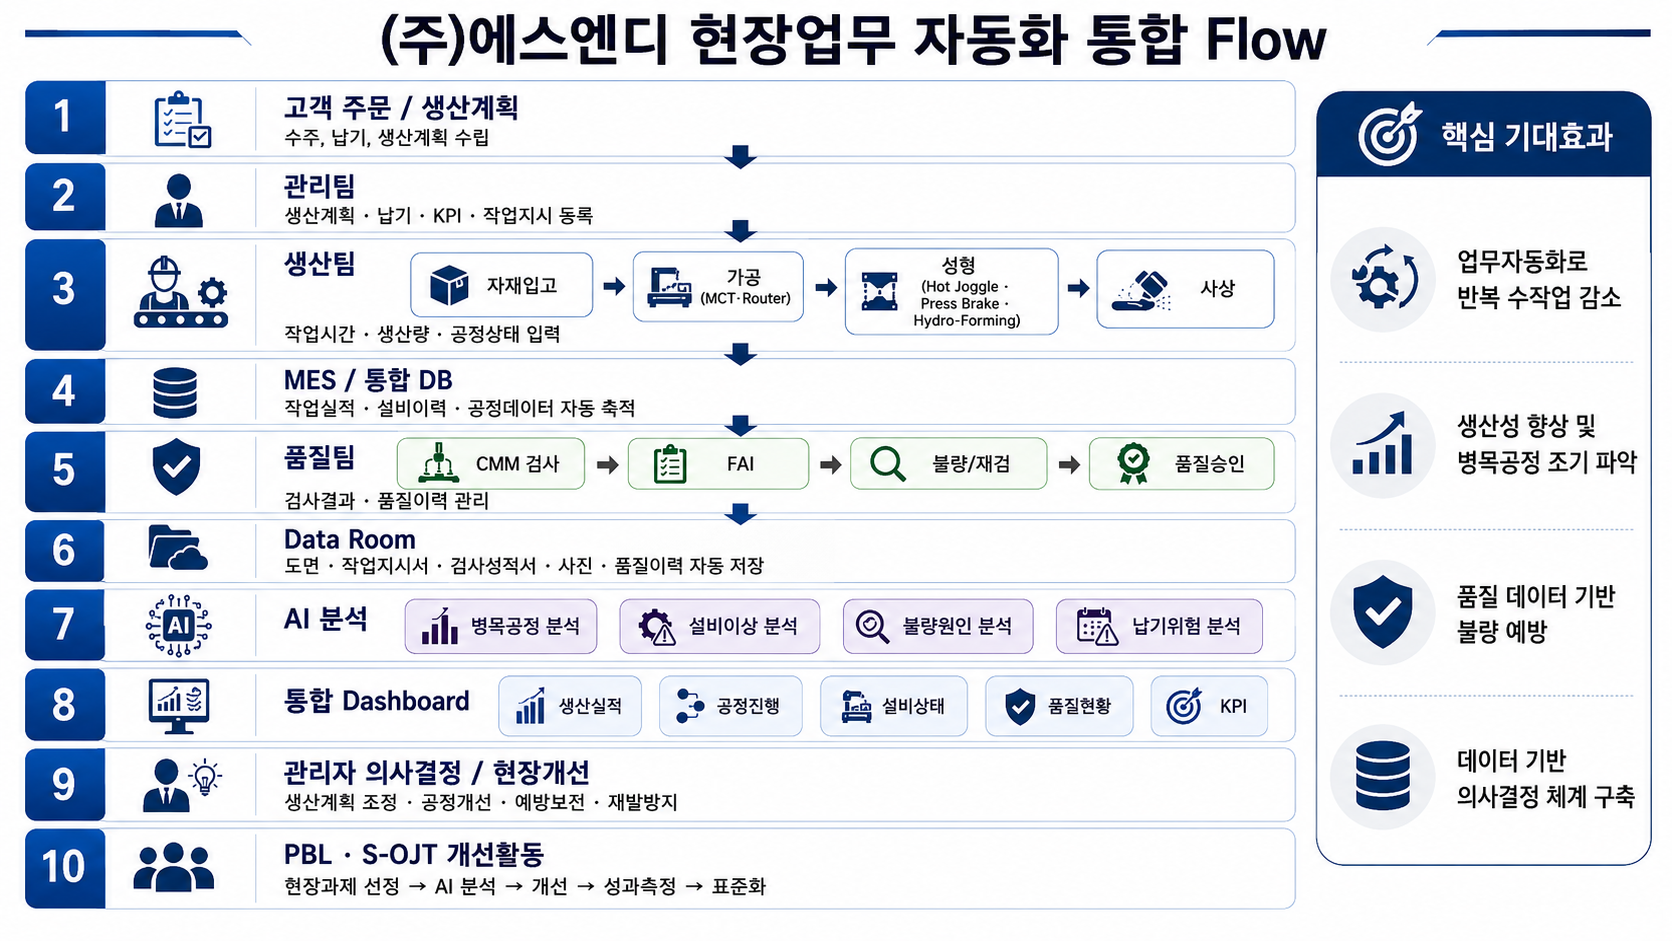 (주)에스엔디 현장업무 자동화 통합 Flow
1
고객 주문 / 생산계획
수주, 납기, 생산계획 수립
2
관리팀
생산계획 · 납기 · KPI · 작업지시 등록
3
생산팀
자재입고
가공
(MCT·Router)
성형
(Hot Joggle ·
Press Brake ·
Hydro-Forming)
사상
작업시간 · 생산량 · 공정상태 입력
4
MES / 통합 DB
작업실적 · 설비이력 · 공정데이터 자동 축적
5
품질팀
CMM 검사
FAI
불량/재검
품질승인
검사결과 · 품질이력 관리
6
Data Room
도면 · 작업지시서 · 검사성적서 · 사진 · 품질이력 자동 저장
7
AI
AI 분석
병목공정 분석
설비이상 분석
불량원인 분석
납기위험 분석
8
통합 Dashboard
생산실적
공정진행
설비상태
품질현황
KPI
9
관리자 의사결정 / 현장개선
생산계획 조정 · 공정개선 · 예방보전 · 재발방지
10
PBL · S-OJT 개선활동
현장과제 선정 → AI 분석 → 개선 → 성과측정 → 표준화
핵심 기대효과
업무자동화로
반복 수작업 감소
생산성 향상 및
병목공정 조기 파악
품질 데이터 기반
불량 예방
데이터 기반
의사결정 체계 구축